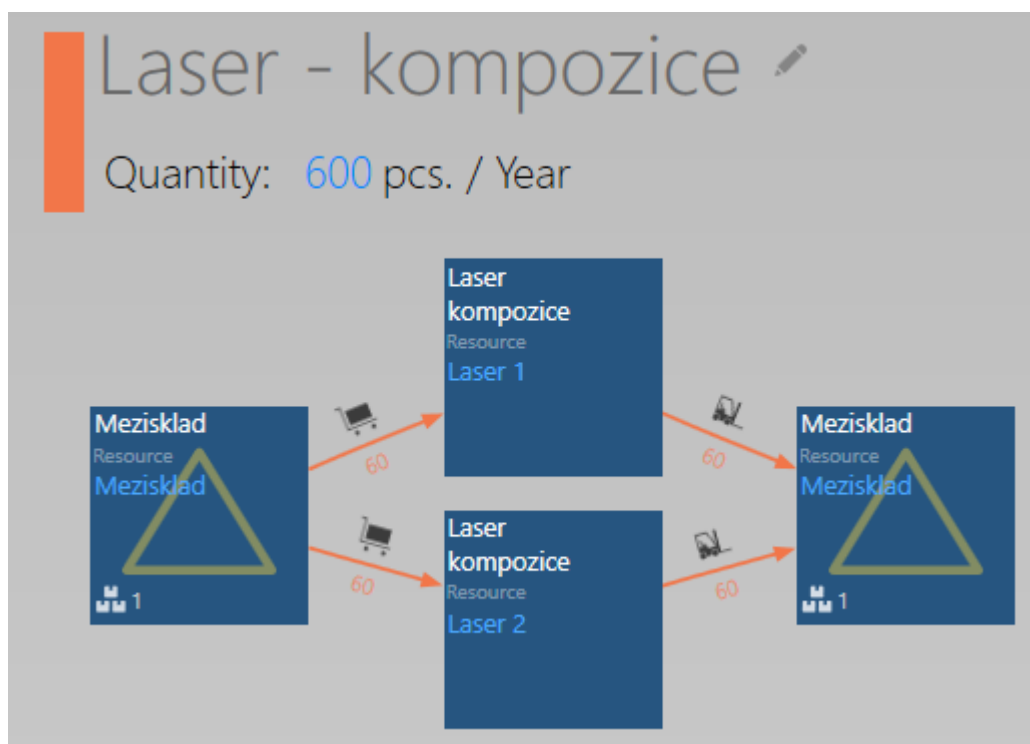 Laser - kompozice
Quantity: 600 pcs. / Year
Laser
kompozice
Resource
Laser 1
Mezisklad
Resource
Mezisklad
1
60
60
Mezisklad
Resource
Mezisklad
1
Laser
kompozice
Resource
Laser 2
60
60